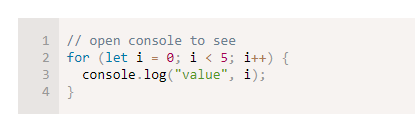 1 // open console to see
2 for (let i = 0; i < 5; i++) {
3   console.log("value", i);
4 }